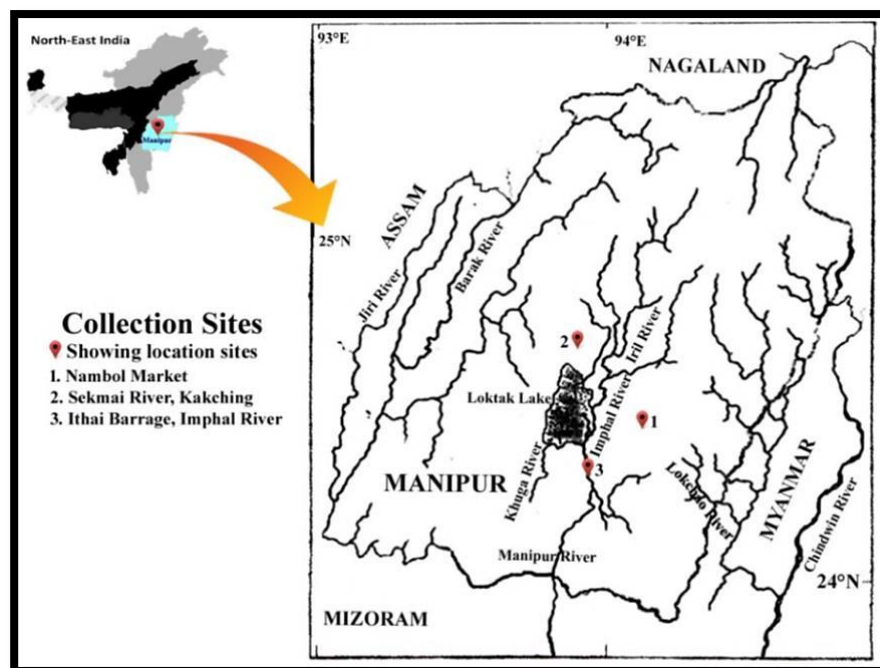 North-East India
Manipur
Collection Sites
Showing location sites
1. Nambol Market
2. Sekmai River, Kakching
3. Ithai Barrage, Imphal River
93°E
94°E
NAGALAND
ASSAM
25°N
Barak River
Jiri River
2
Iril River
Loktak Lake
Imphal River
1
3
Khuga River
MANIPUR
Lokchao River
MYANMAR
Chindwin River
Manipur River
24°N
MIZORAM